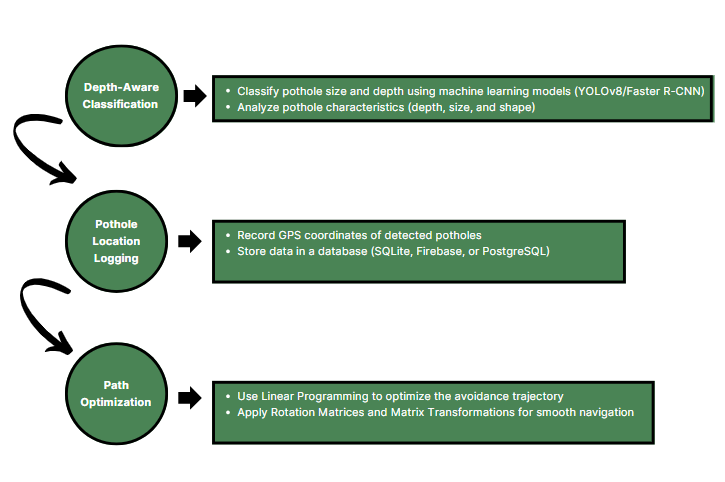 Depth-Aware
Classification
• Classify pothole size and depth using machine learning models (YOLOv8/Faster R-CNN)
• Analyze pothole characteristics (depth, size, and shape)
Pothole
Location
Logging
• Record GPS coordinates of detected potholes
• Store data in a database (SQLite, Firebase, or PostgreSQL)
Path
Optimization
• Use Linear Programming to optimize the avoidance trajectory
• Apply Rotation Matrices and Matrix Transformations for smooth navigation